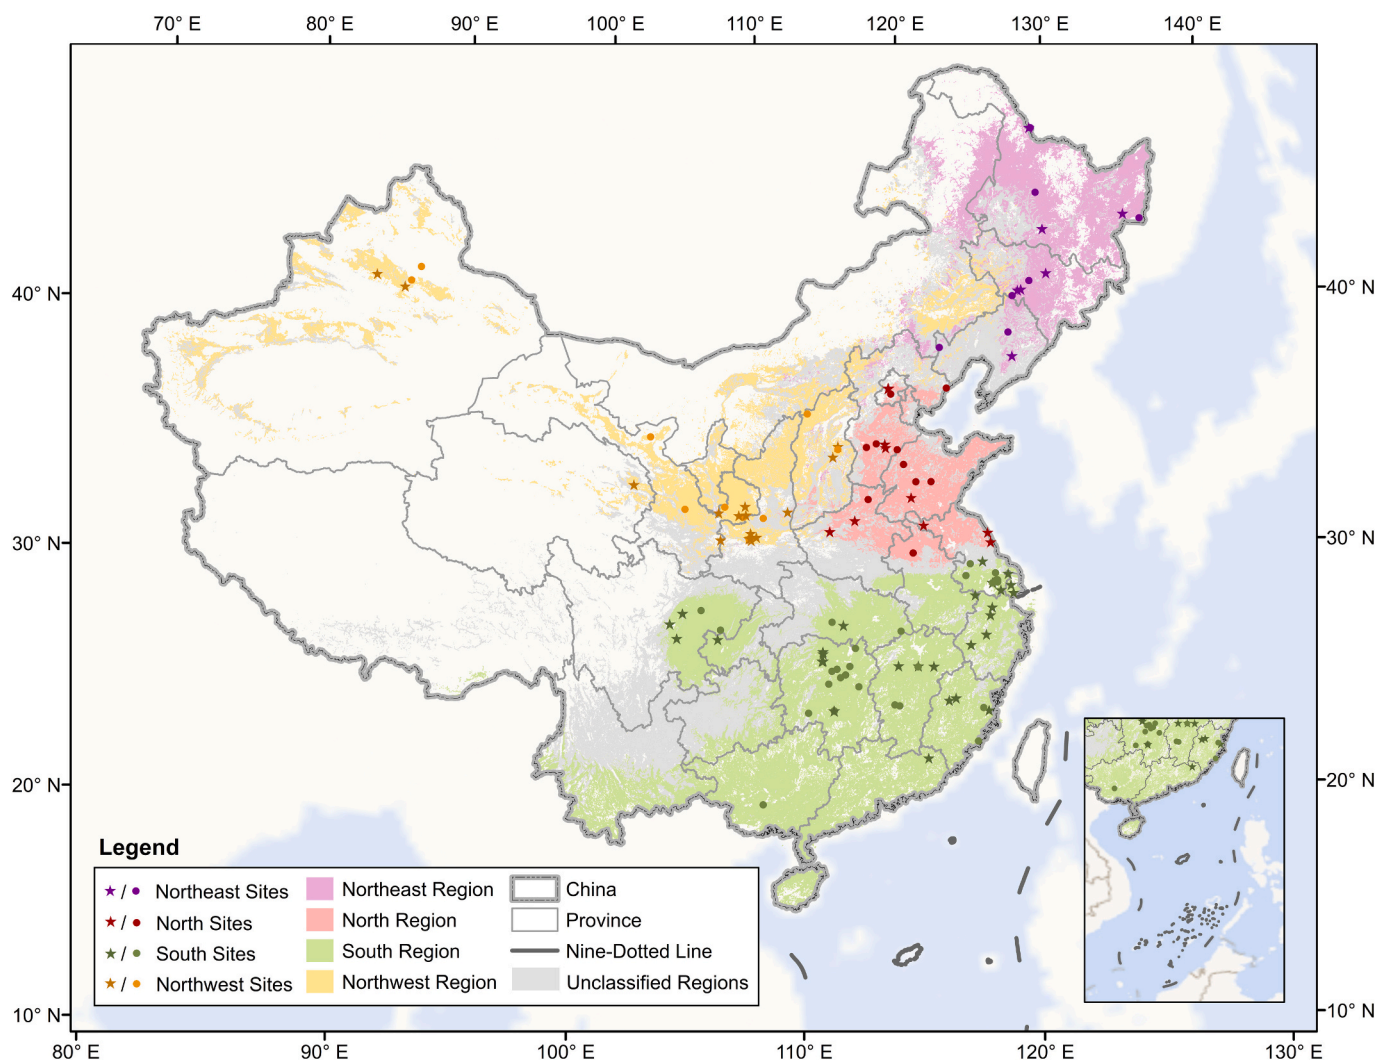 70° E 80° E 90° E 100° E 110° E 120° E 130° E 140° E
40° N 40° N
30° N 30° N
20° N 20° N
Legend
★ / ● Northeast Sites Northeast Region China
★ / ● North Sites North Region Province
★ / ● South Sites South Region Nine-Dotted Line
★ / ● Northwest Sites Northwest Region Unclassified Regions
10° N 10° N
80° E 90° E 100° E 110° E 120° E 130° E